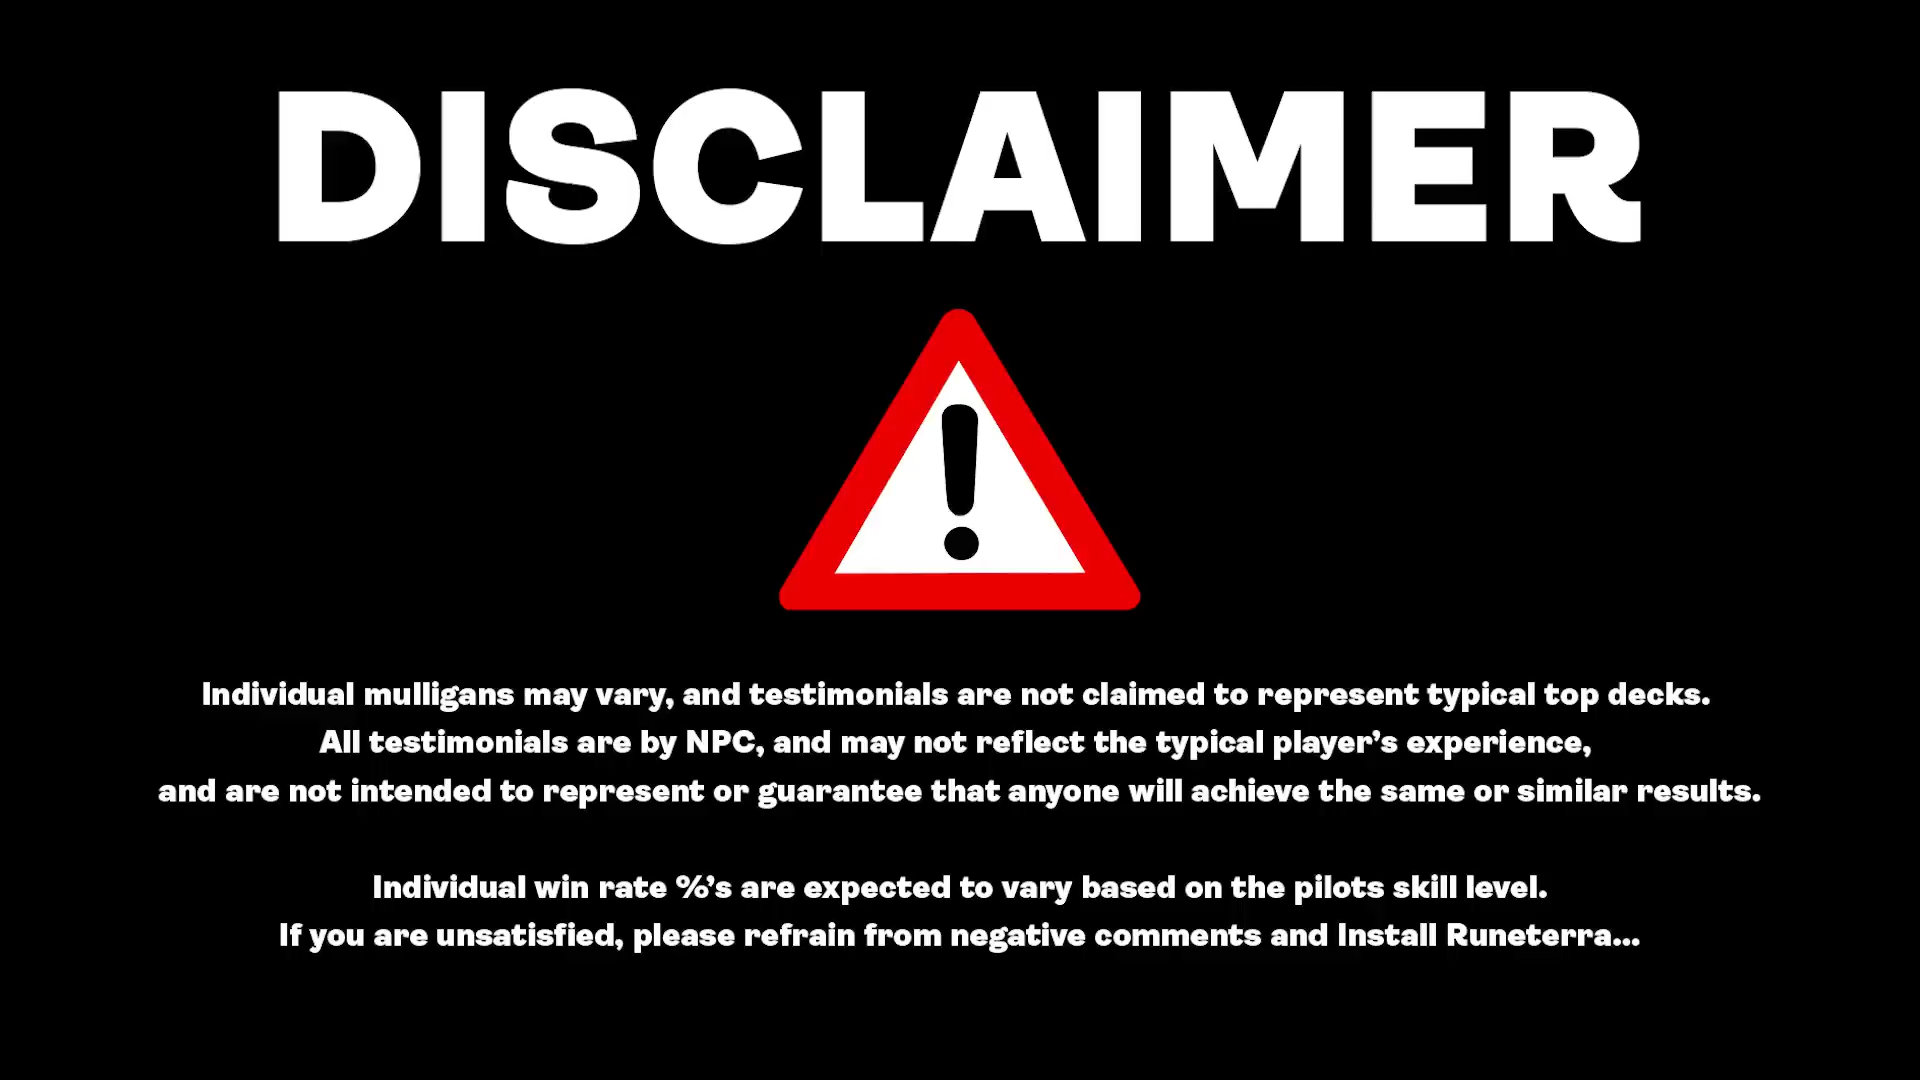 DISCLAIMER
!
Individual mulligans may vary, and testimonials are not claimed to represent typical top decks.
All testimonials are by NPC, and may not reflect the typical player’s experience,
and are not intended to represent or guarantee that anyone will achieve the same or similar results.
Individual win rate %’s are expected to vary based on the pilots skill level.
If you are unsatisfied, please refrain from negative comments and Install Runeterra...